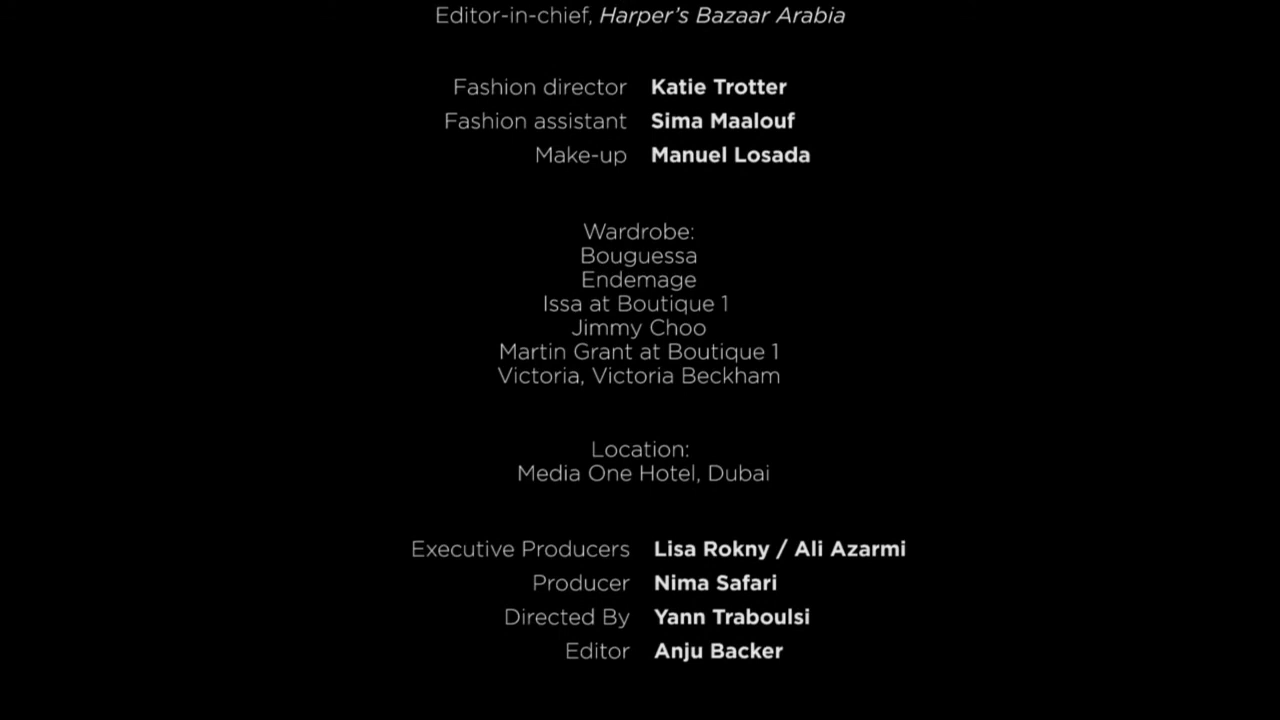 Editor-in-chief, Harper's Bazaar Arabia
Fashion director Katie Trotter
Fashion assistant Sima Maalouf
Make-up Manuel Losada
Wardrobe:
Bouguessa
Endemage
Issa at Boutique 1
Jimmy Choo
Martin Grant at Boutique 1
Victoria, Victoria Beckham
Location:
Media One Hotel, Dubai
Executive Producers Lisa Rokny / Ali Azarmi
Producer Nima Safari
Directed By Yann Traboulsi
Editor Anju Backer